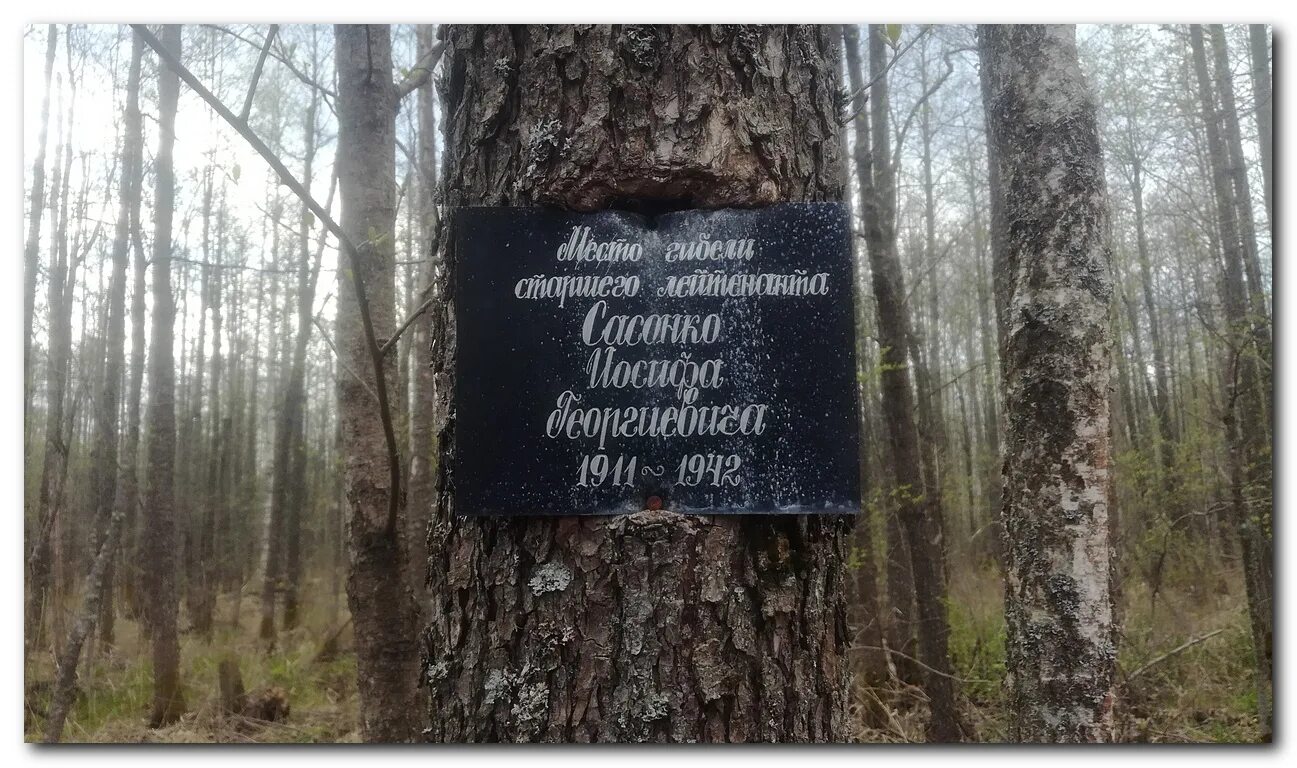 Место гибели
старшего лейтенанта
Сасонко
Иосифа
Георгиевича
1911 ~ 1942